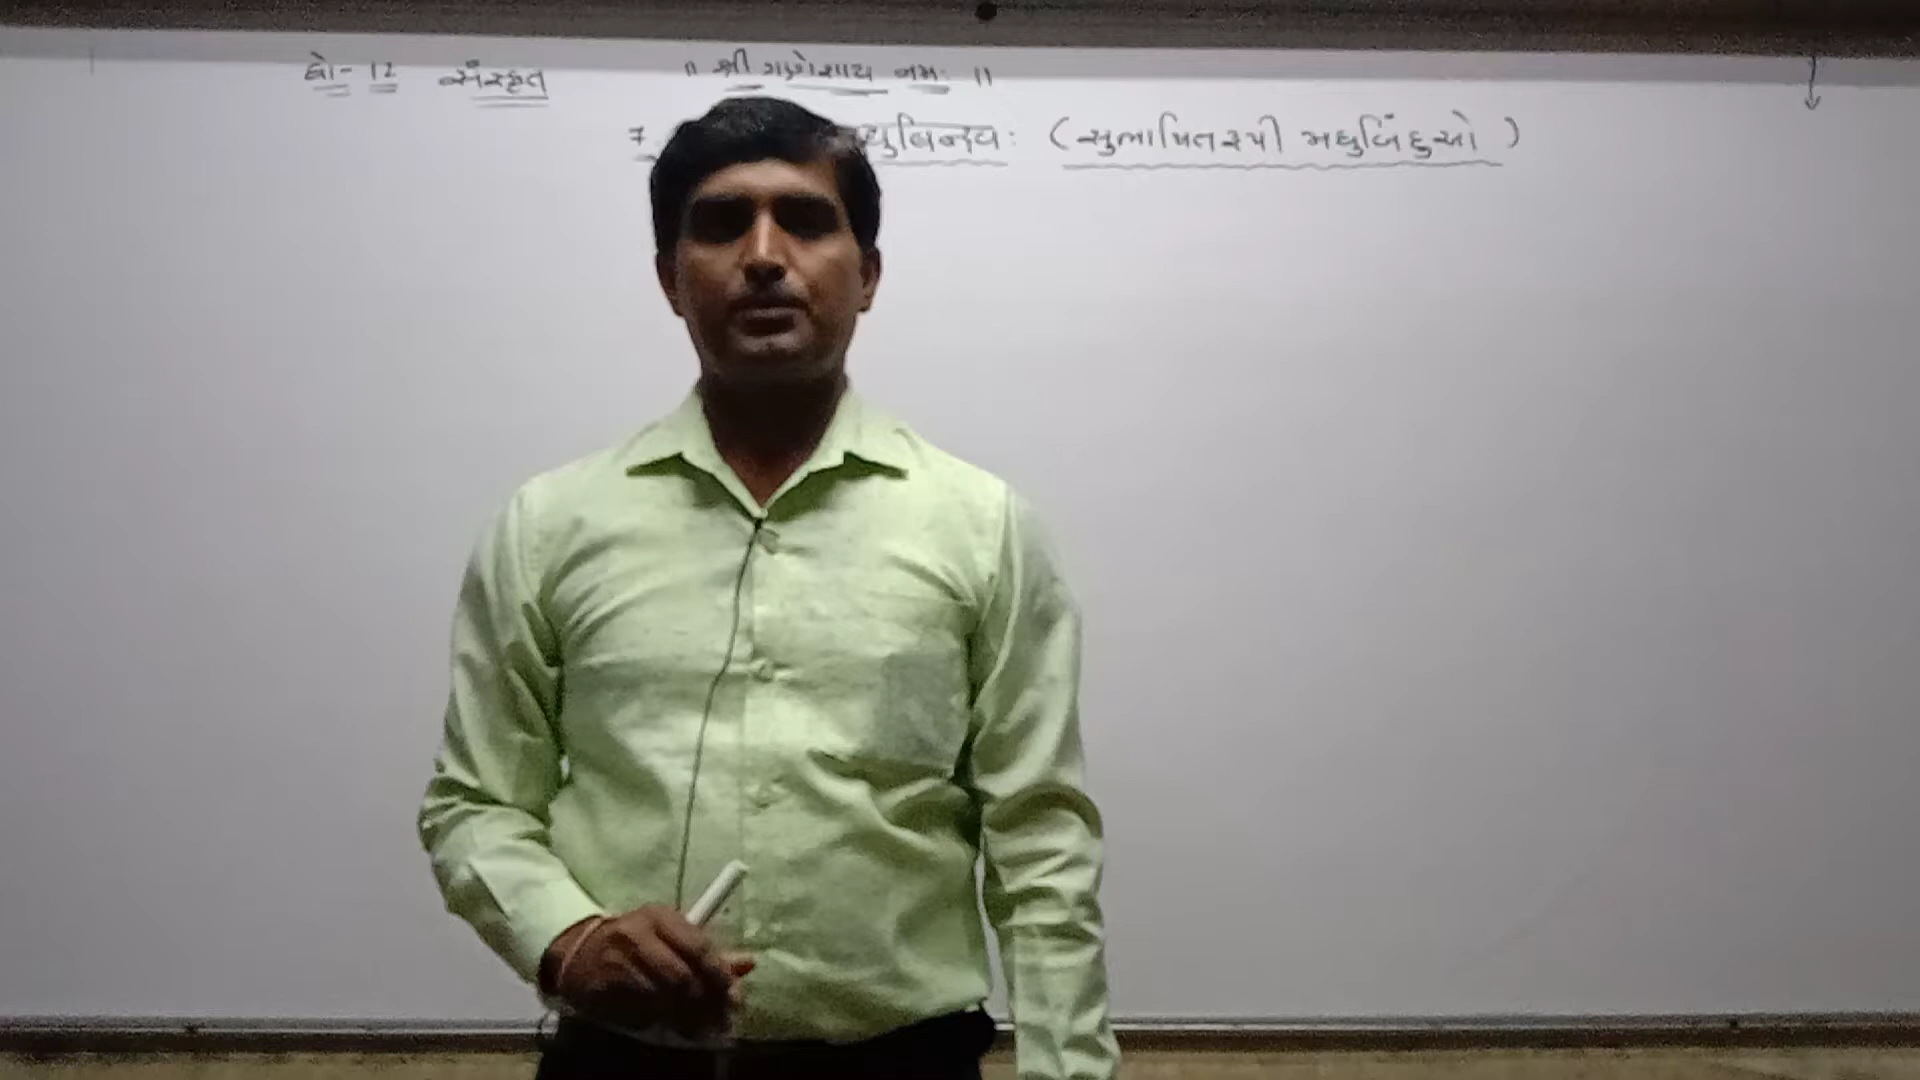 ધો- 12 સંસ્કૃત ॥ શ્રી ગણેશાય નમઃ ॥
7 (સુભાષિતરૂપી મધુબિંદુઓ)